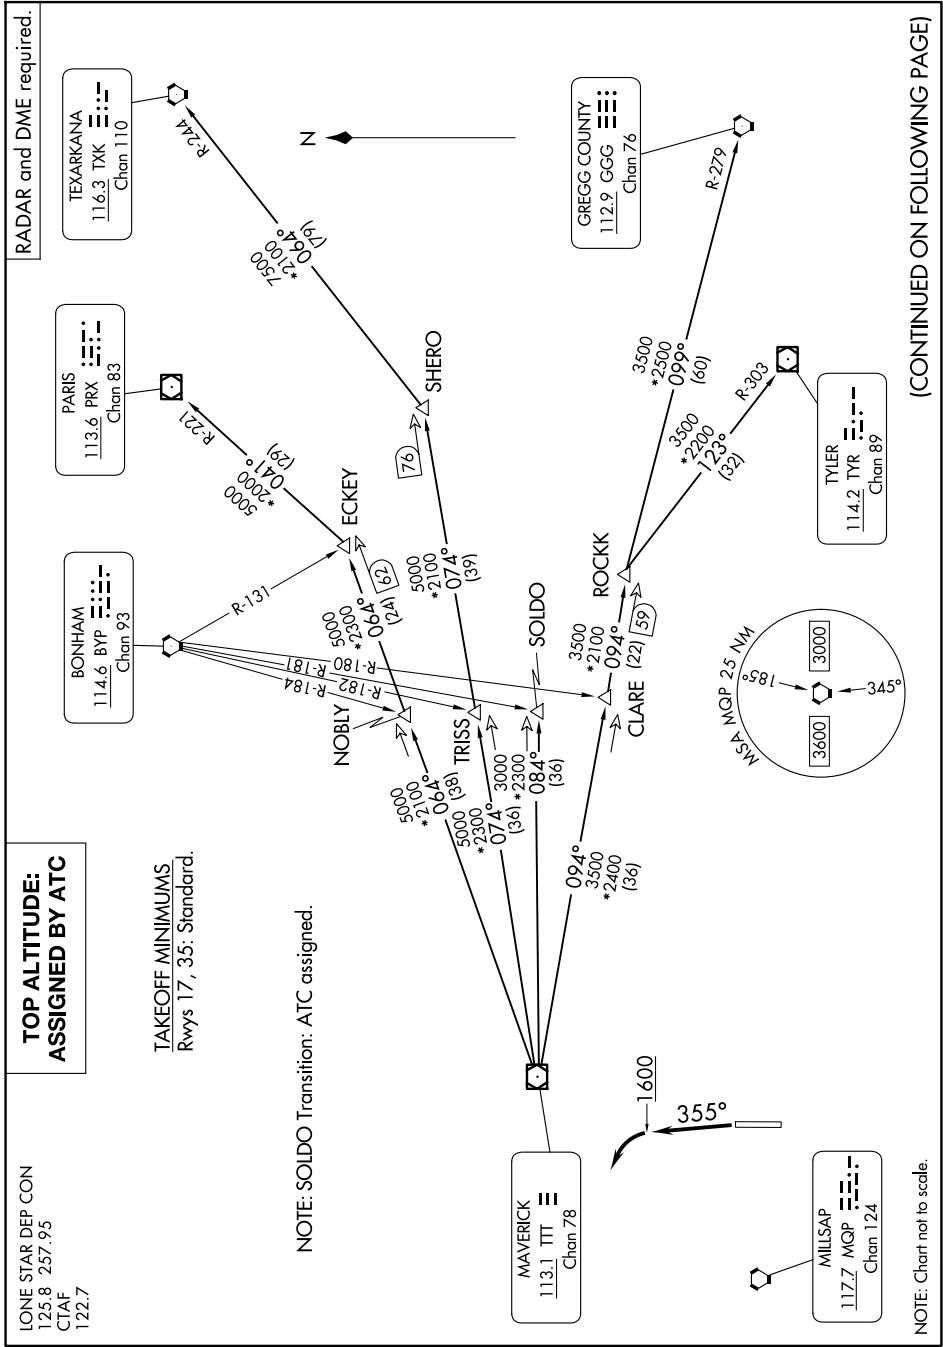 RADAR and DME required.
TOP ALTITUDE:
ASSIGNED BY ATC
LONE STAR DEP CON
125.8 257.95
CTAF
122.7
TAKEOFF MINIMUMS
Rwys 17, 35: Standard.
NOTE: SOLDO Transition: ATC assigned.
BONHAM
114.6 BYP
Chan 93
PARIS
113.6 PRX
Chan 83
TEXARKANA
116.3 TXK
Chan 110
R-244
7500
*2100
064°
(79)
R-221
5000
*2000
041°
(29)
R-131
R-180
R-181
R-182
R-184
N
NOBLY
ECKEY
5000
*2300
064°
(24)
62
5000
*2100
064°
(38)
SHERO
76
5000
*2100
074°
(39)
TRISS
5000
*2300
074°
(36)
SOLDO
3000
*2300
084°
(36)
CLARE
094°
3500
*2400
(36)
ROCKK
3500
*2100
094°
(22)
59
3500
*2500
099°
(60)
R-279
GREGG COUNTY
112.9 GGG
Chan 76
3500
*2200
123°
(32)
R-303
TYLER
114.2 TYR
Chan 89
MAVERICK
113.1 TTT
Chan 78
1600
355°
MSA MQP 25 NM
185°
3600
3000
345°
MILLSAP
117.7 MQP
Chan 124
NOTE: Chart not to scale.
(CONTINUED ON FOLLOWING PAGE)